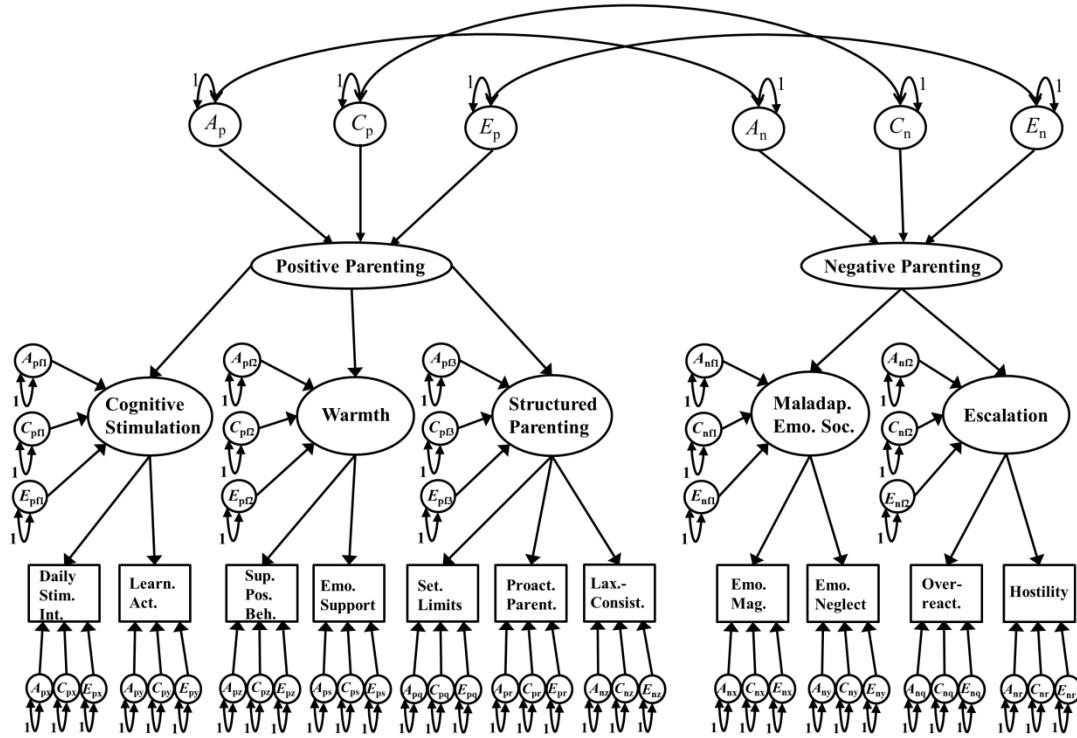 1 1 1 1 1 1
Ap Cp Ep An Cn En
Positive Parenting Negative Parenting
Apf1 Apf2 Apf3 Anf1 Anf2
1 1 1 1 1
Cognitive Stimulation Warmth Structured Parenting Maladap. Emo. Soc. Escalation
Cpf1 Cpf2 Cpf3 Cnf1 Cnf2
1 1 1 1 1
Epf1 Epf2 Epf3 Enf1 Enf2
1 1 1 1 1
Daily
Stim.
Int.
Learn.
Act.
Sup.
Pos.
Beh.
Emo.
Support
Set.
Limits
Proact.
Parent.
Lax.-
Consist.
Emo.
Mag.
Emo.
Neglect
Over-
react.
Hostility
Apx Cpx Epx Apy Cpy Epy Apz Cpz Epz Aps Cps Eps Apq Cpq Epq Apr Cpr Epr Anz Cnz Enz Anx Cnx Enx Any Cny Eny Anq Cnq Enq Anr Cnr Enr
1 1 1 1 1 1 1 1 1 1 1 1 1 1 1 1 1 1 1 1 1 1 1 1 1 1 1 1 1 1 1 1 1